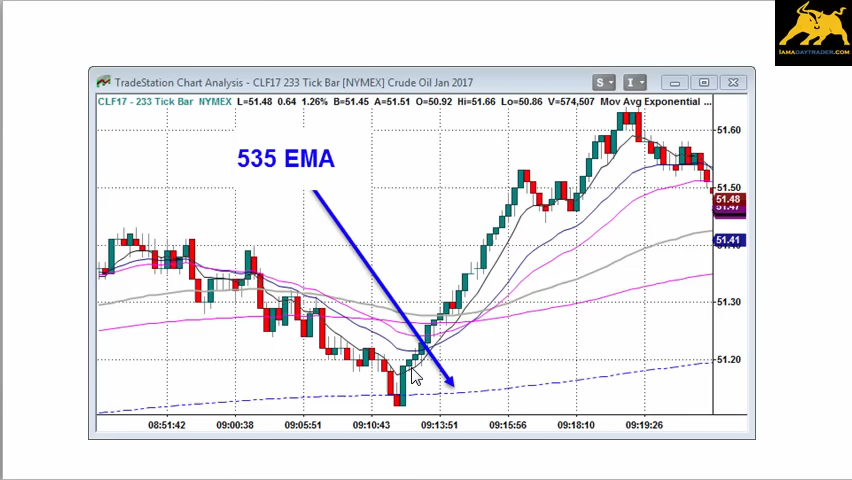 IAMADAYTRADER.COM
TradeStation Chart Analysis - CLF17 233 Tick Bar [NYMEX] Crude Oil Jan 2017
S
I
CLF17 - 233 Tick Bar NYMEX L=51.48 0.64 1.26% B=51.45 A=51.51 O=50.92 Hi=51.66 Lo=50.86 V=574,507 Mov Avg Exponential ...
535 EMA
51.60
51.50
51.48
51.47
51.41
51.30
51.20
08:51:42 09:00:38 09:05:51 09:10:43 09:13:51 09:15:56 09:18:10 09:19:26